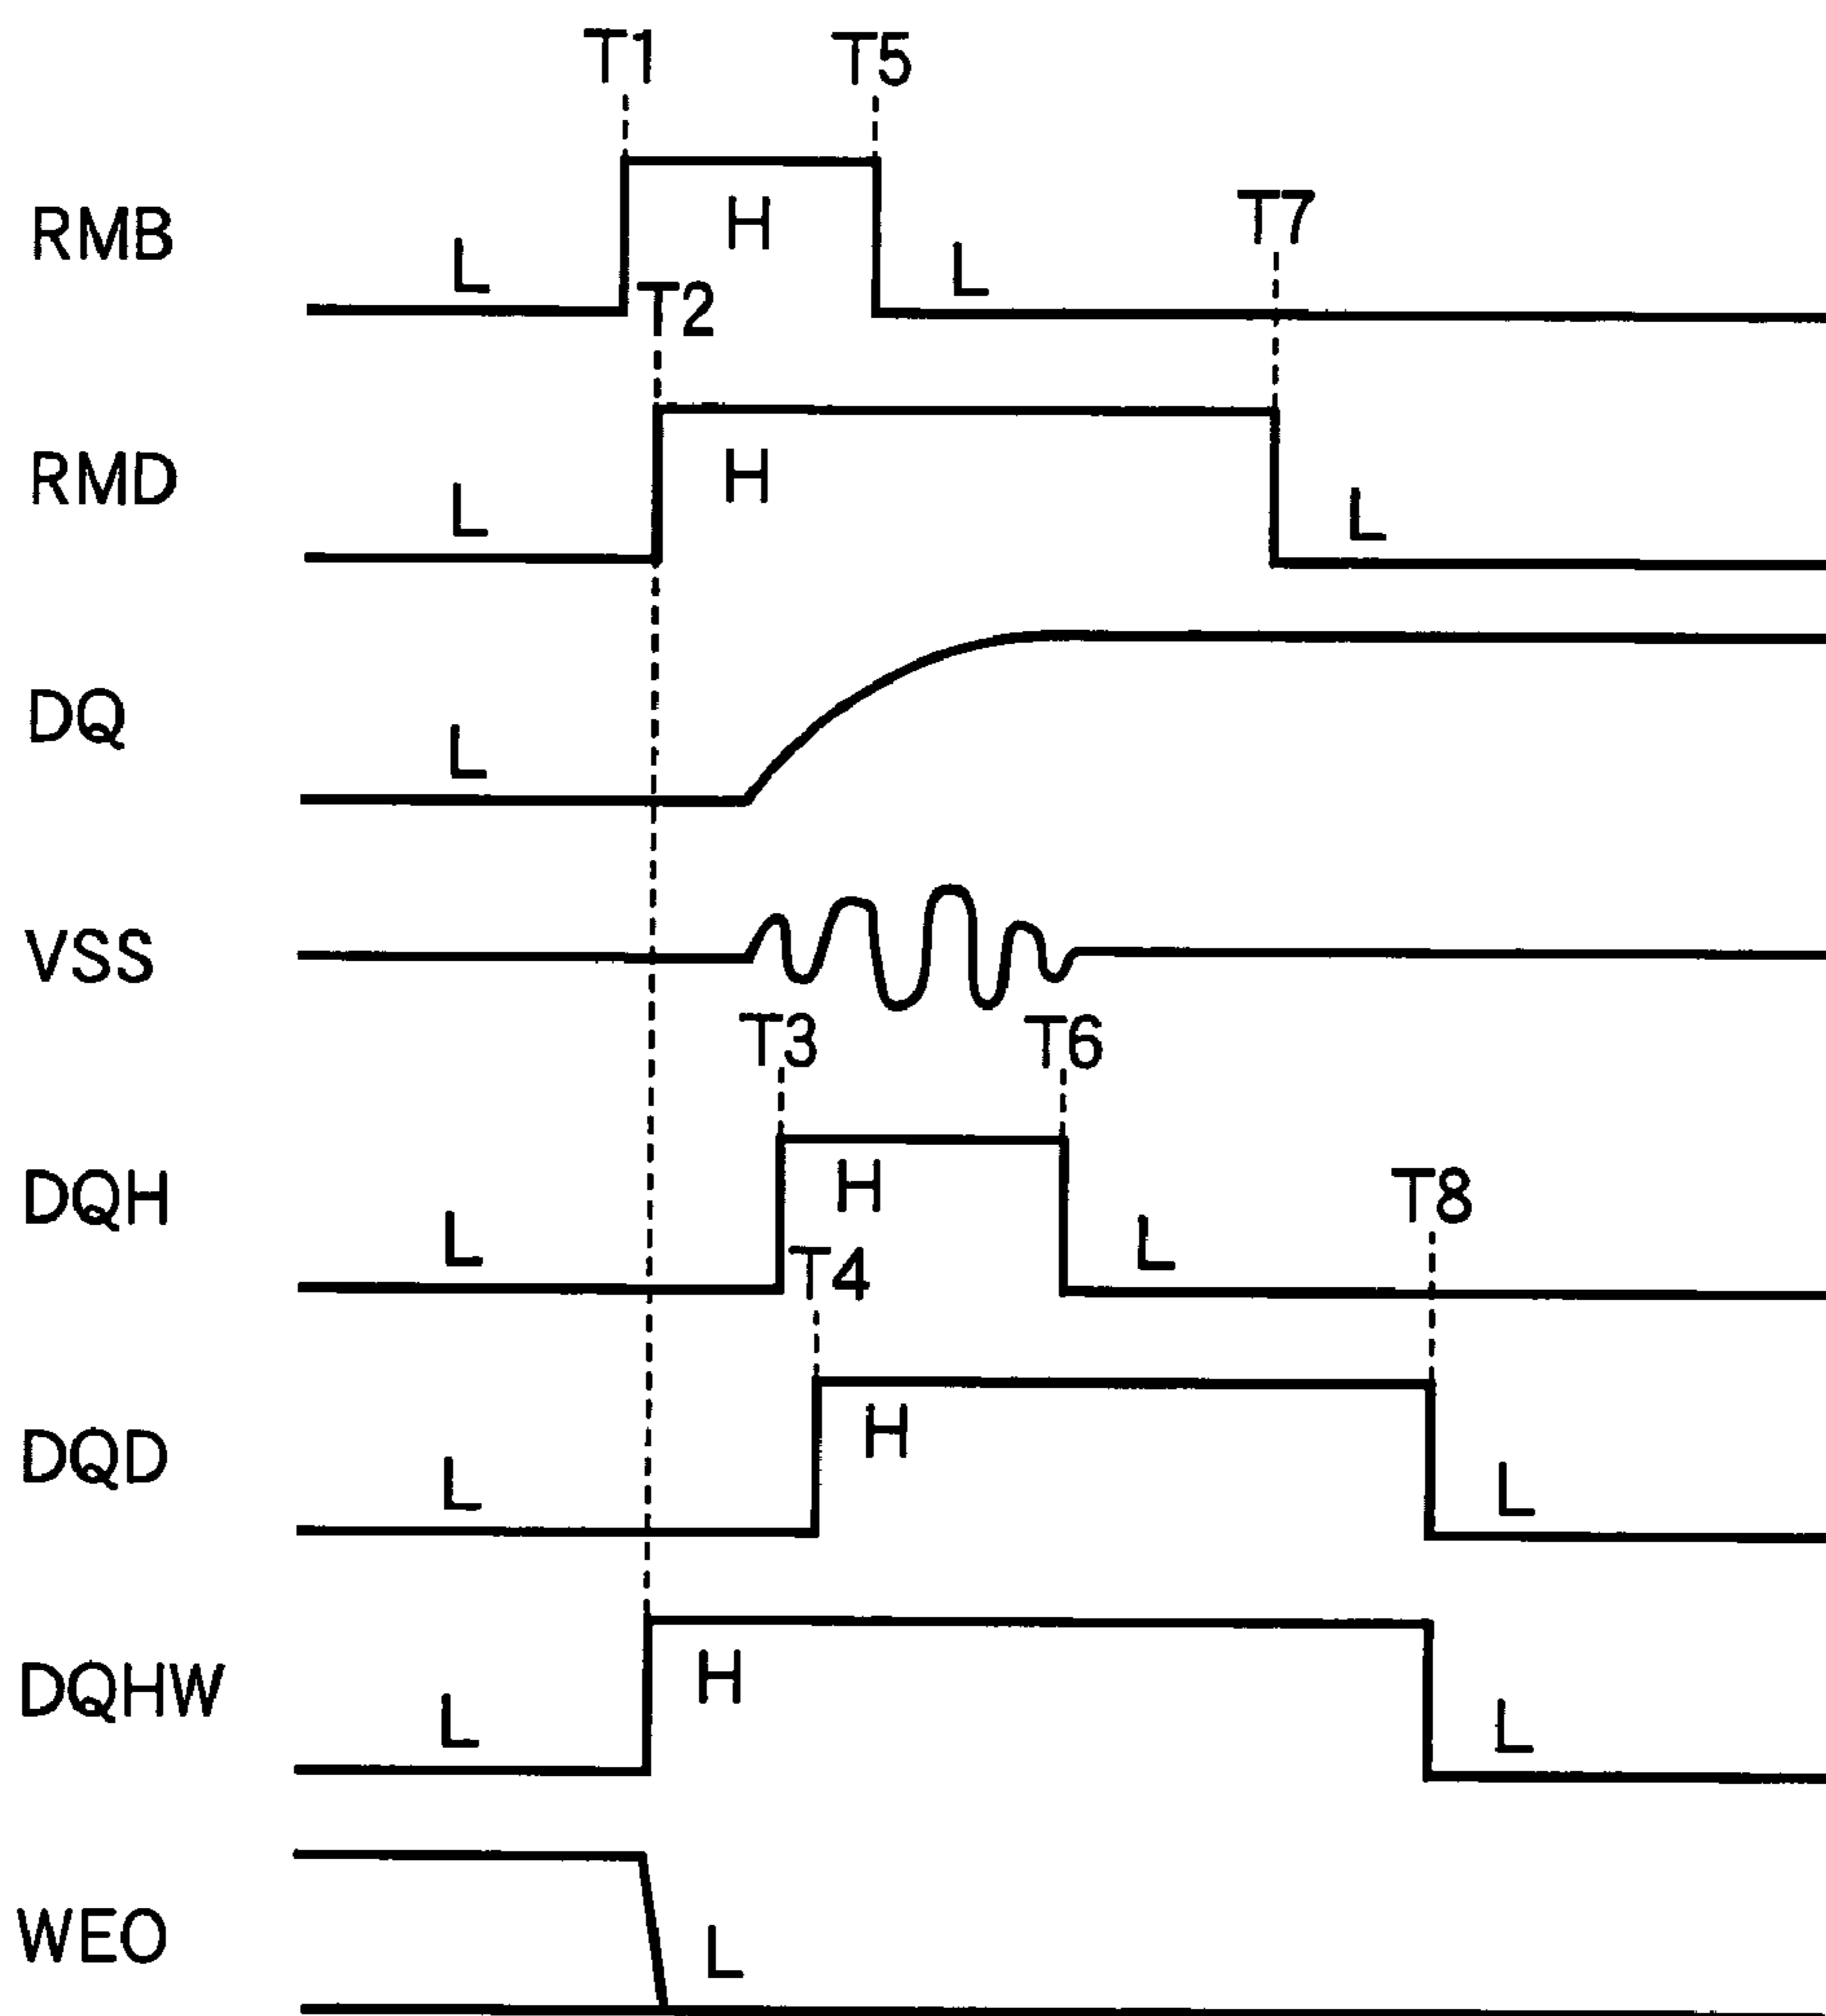 T1 T5
RMB L H L T7
T2
RMD L H L
DQ L
VSS
T3 T6
DQH L H L T8
T4
DQD L H L
DQHW L H L
WEO L